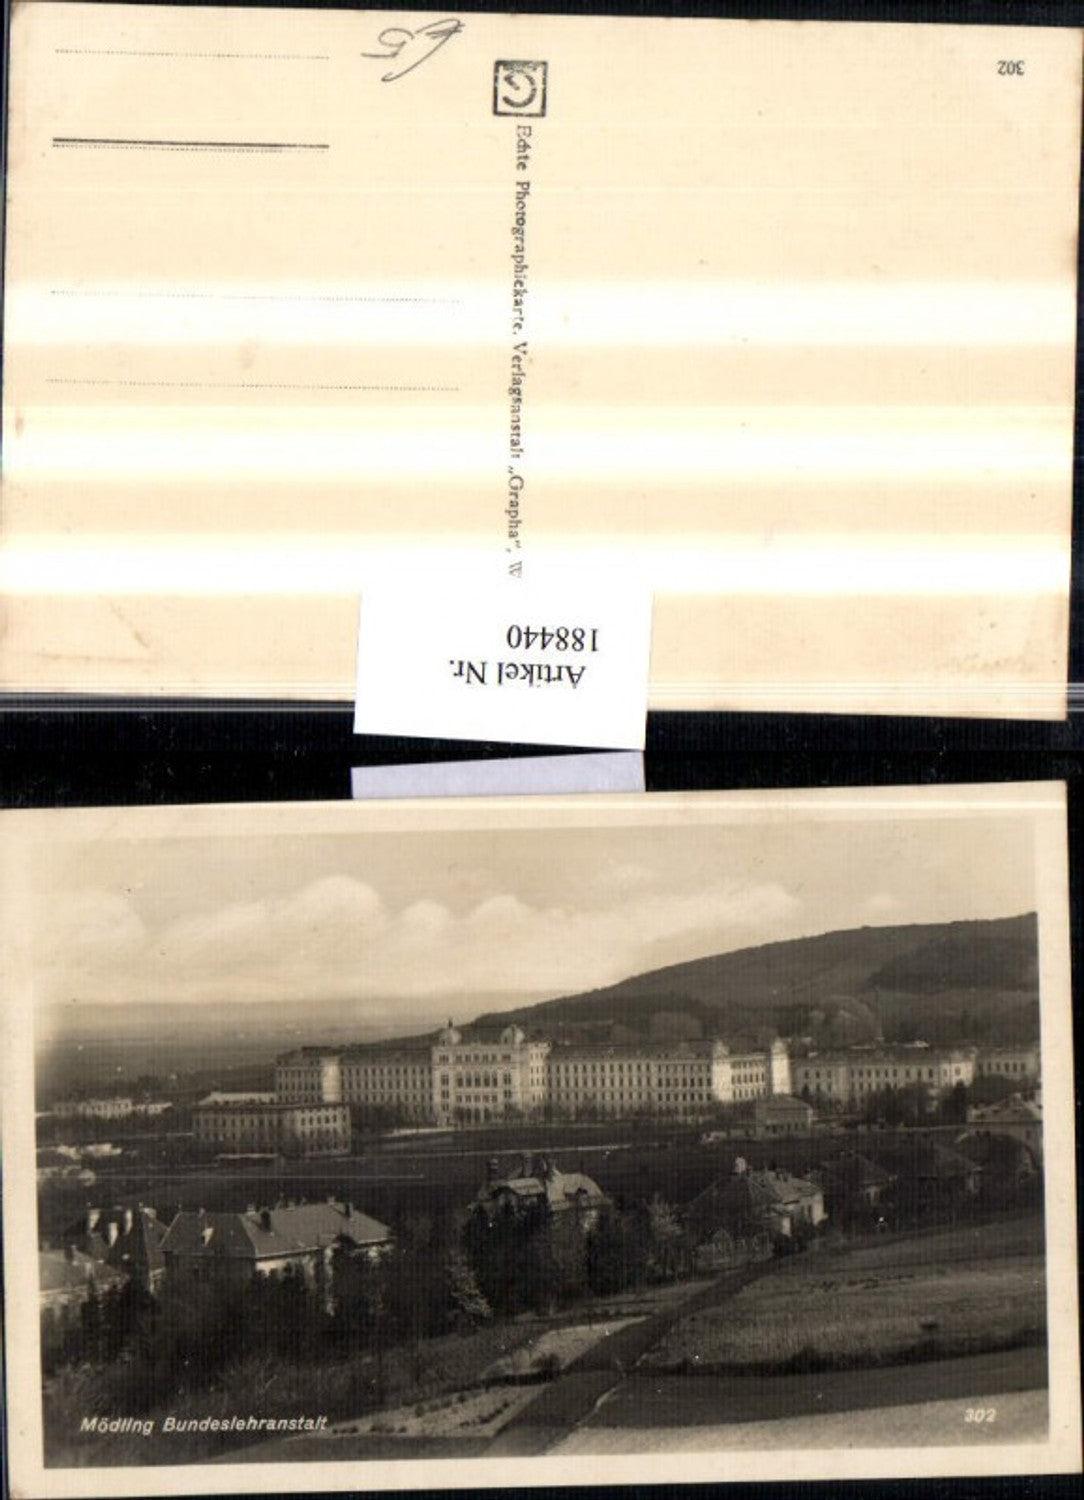 302
G
Echte Photographiekarte. Verlagsanstalt „Grapha“, W
Artikel Nr.
188440
Mödling Bundeslehranstalt
302